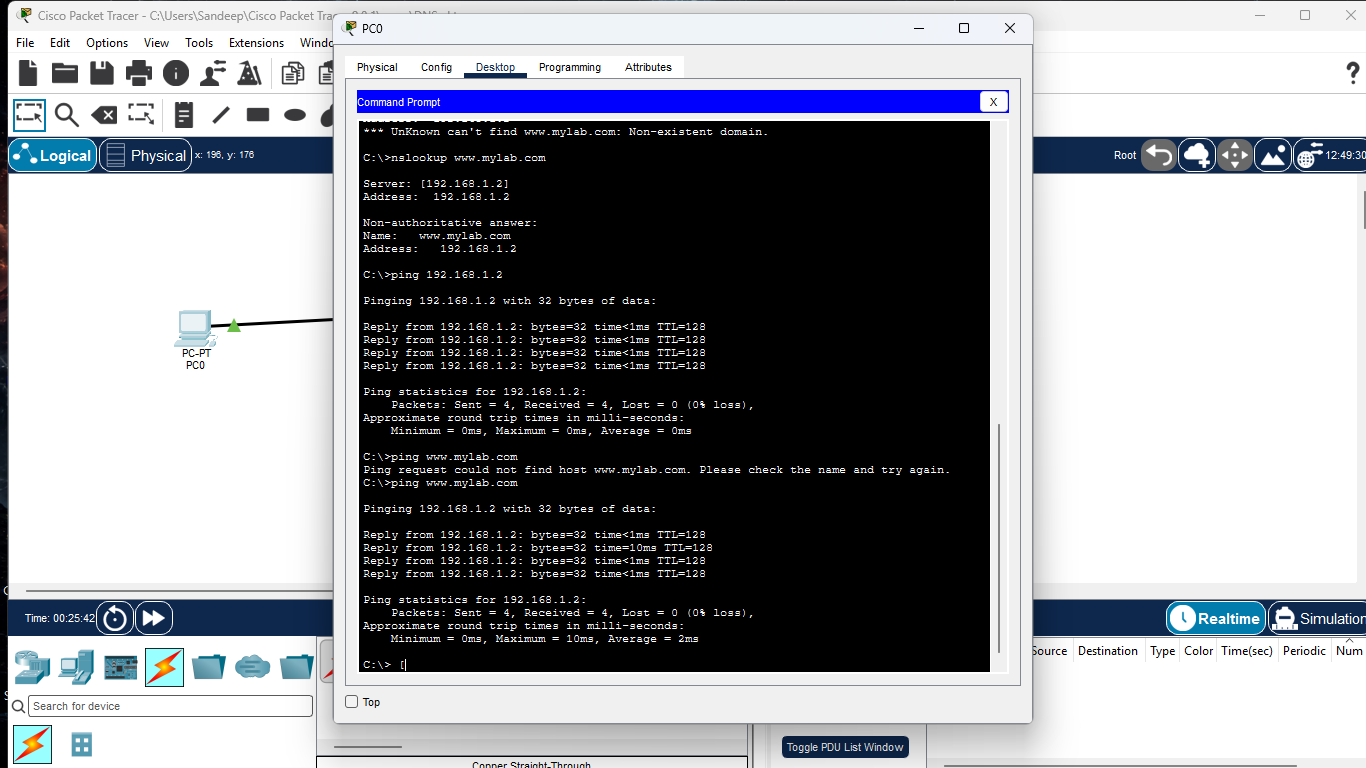 Cisco Packet Tracer - C:\Users\Sandeep\Cisco Packet Tra
File Edit Options View Tools Extensions Windo
Logical
Physical
x: 196, y: 176
Root
12:49:30
PC-PT
PC0
PC0
Physical Config Desktop Programming Attributes
Command Prompt
X
*** UnKnown can't find www.mylab.com: Non-existent domain.
C:\>nslookup www.mylab.com
Server: [192.168.1.2]
Address:  192.168.1.2
Non-authoritative answer:
Name:   www.mylab.com
Address:   192.168.1.2
C:\>ping 192.168.1.2
Pinging 192.168.1.2 with 32 bytes of data:
Reply from 192.168.1.2: bytes=32 time<1ms TTL=128
Reply from 192.168.1.2: bytes=32 time<1ms TTL=128
Reply from 192.168.1.2: bytes=32 time<1ms TTL=128
Reply from 192.168.1.2: bytes=32 time<1ms TTL=128
Ping statistics for 192.168.1.2:
Packets: Sent = 4, Received = 4, Lost = 0 (0% loss),
Approximate round trip times in milli-seconds:
Minimum = 0ms, Maximum = 0ms, Average = 0ms
C:\>ping www.mylab.com
Ping request could not find host www.mylab.com. Please check the name and try again.
C:\>ping www.mylab.com
Pinging 192.168.1.2 with 32 bytes of data:
Reply from 192.168.1.2: bytes=32 time<1ms TTL=128
Reply from 192.168.1.2: bytes=32 time=10ms TTL=128
Reply from 192.168.1.2: bytes=32 time<1ms TTL=128
Reply from 192.168.1.2: bytes=32 time<1ms TTL=128
Ping statistics for 192.168.1.2:
Packets: Sent = 4, Received = 4, Lost = 0 (0% loss),
Approximate round trip times in milli-seconds:
Minimum = 0ms, Maximum = 10ms, Average = 2ms
C:\> [
Top
Time: 00:25:42
Realtime
Simulation
Source Destination Type Color Time(sec) Periodic Num
Search for device
Toggle PDU List Window
Copper Straight-Through